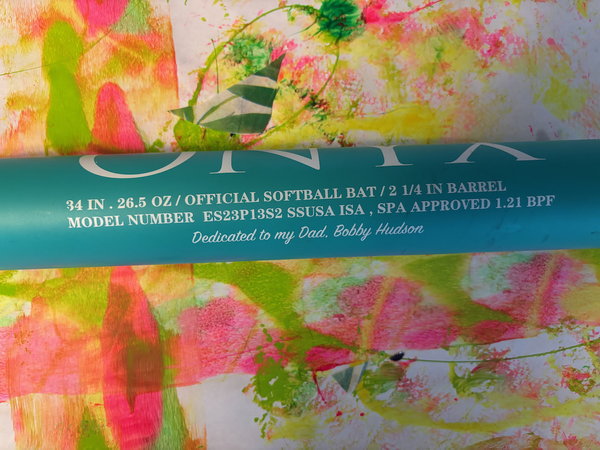 ONYX
34 IN . 26.5 OZ / OFFICIAL SOFTBALL BAT / 2 1/4 IN BARREL
MODEL NUMBER ES23P13S2 SSUSA ISA , SPA APPROVED 1.21 BPF
Dedicated to my Dad, Bobby Hudson